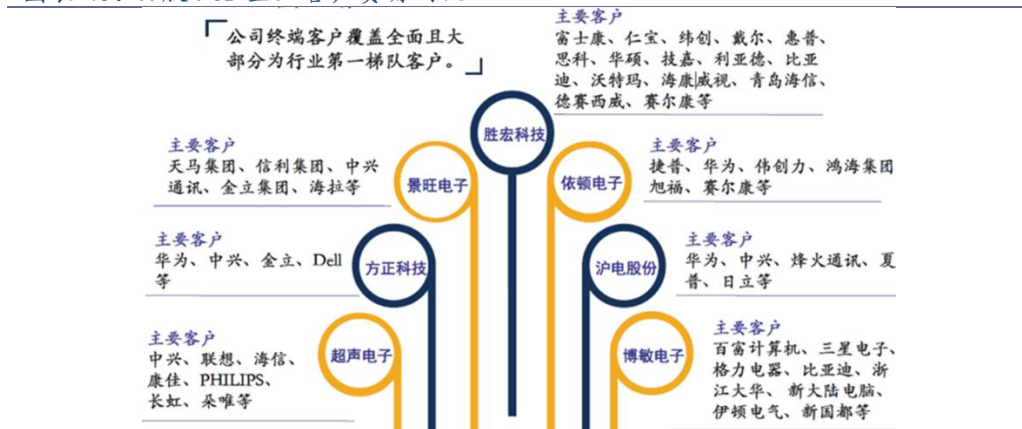 公司终端客户覆盖全面且大
部分为行业第一梯队客户。
主要客户
富士康、仁宝、纬创、戴尔、惠普、
思科、华硕、技嘉、利亚德、比亚
迪、沃特玛、海康威视、青岛海信、
德赛西威、赛尔康等
胜宏科技
主要客户
天马集团、信利集团、中兴
通讯、金立集团、海拉等
景旺电子
依顿电子
主要客户
捷普、华为、伟创力、鸿海集团
旭福、赛尔康等
主要客户
华为、中兴、金立、Dell
等
方正科技
沪电股份
主要客户
华为、中兴、烽火通讯、夏
普、日立等
主要客户
中兴、联想、海信、
康佳、PHILIPS、
长虹、朵唯等
超声电子
博敏电子
主要客户
百富计算机、三星电子、
格力电器、比亚迪、浙
江大华、新大陆电脑、
伊顿电气、新国都等